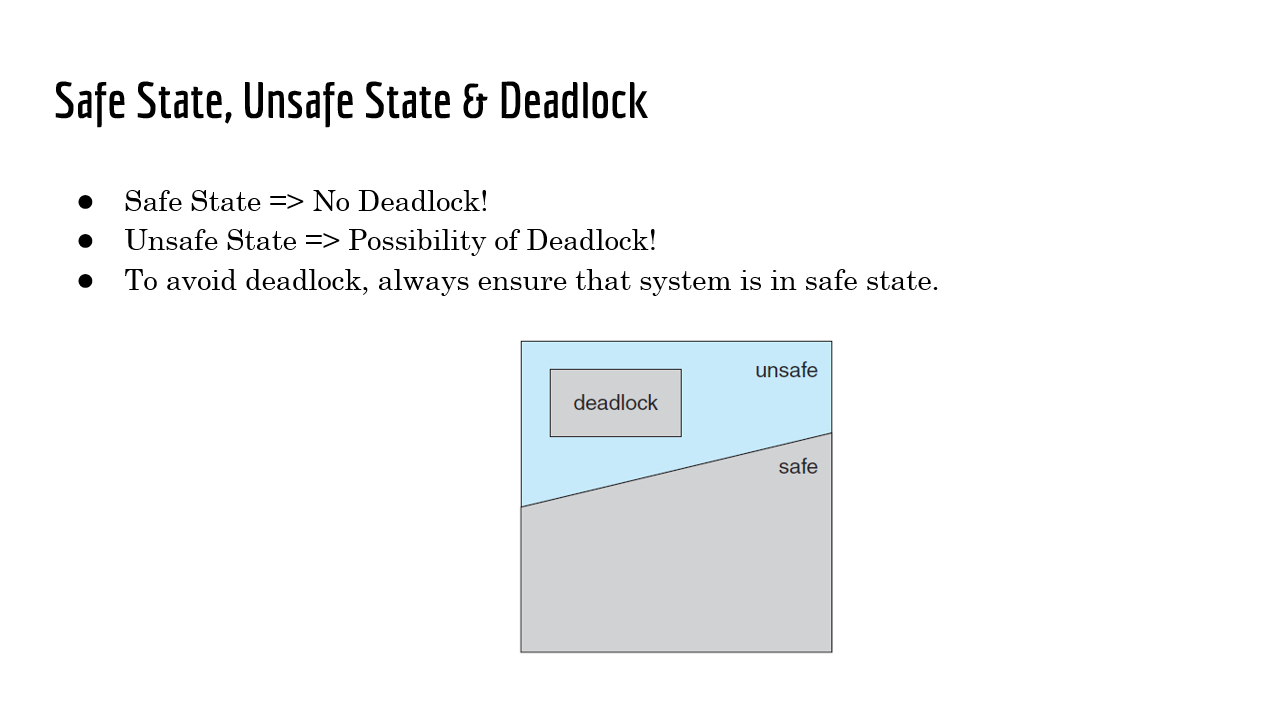 Safe State, Unsafe State & Deadlock
● Safe State => No Deadlock!
● Unsafe State => Possibility of Deadlock!
● To avoid deadlock, always ensure that system is in safe state.
unsafe
deadlock
safe